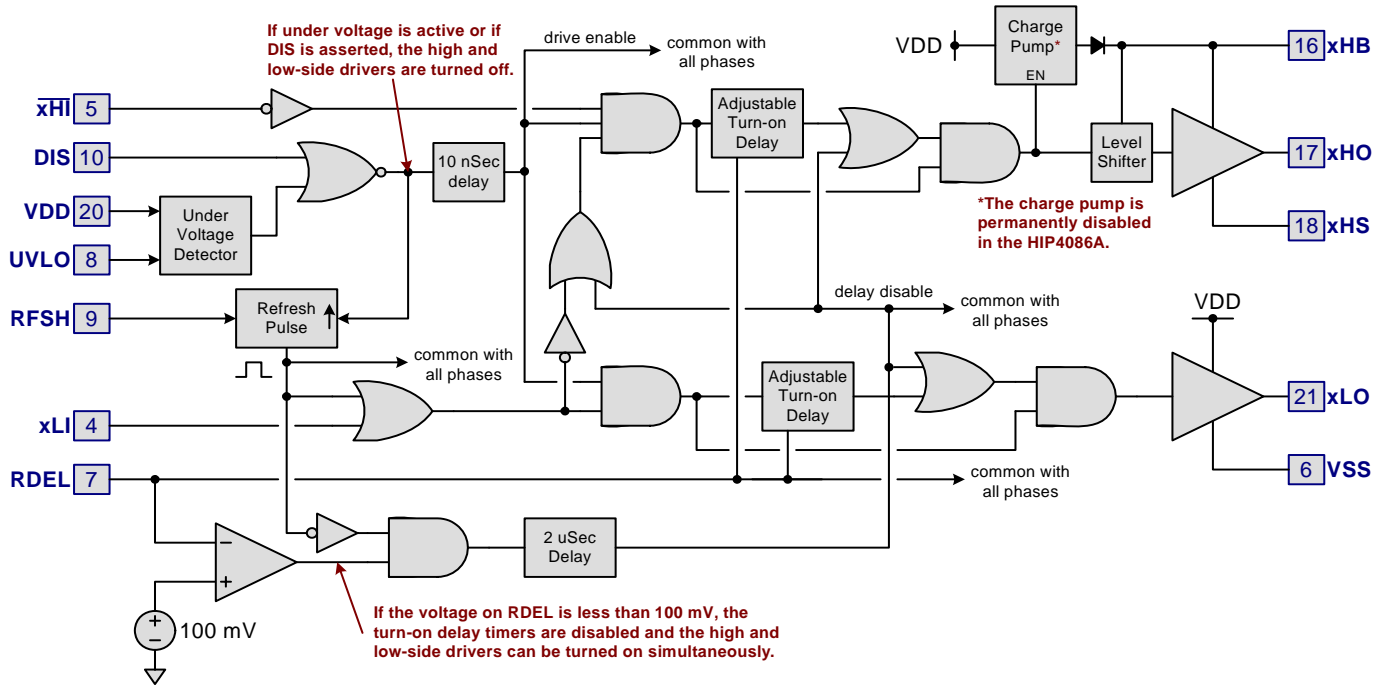 If under voltage is active or if
DIS is asserted, the high and
low-side drivers are turned off.
drive enable
common with
all phases
VDD
Charge
Pump*
EN
16 xHB
xHI 5
DIS 10
10 nSec
delay
Adjustable
Turn-on
Delay
Level
Shifter
17 xHO
VDD 20
UVLO 8
Under
Voltage
Detector
*The charge pump is
permanently disabled
in the HIP4086A.
18 xHS
RFSH 9
Refresh
Pulse
delay disable
common with
all phases
VDD
common with
all phases
Adjustable
Turn-on
Delay
21 xLO
xLI 4
RDEL 7
common with
all phases
6 VSS
−
+
2 uSec
Delay
+
−
100 mV
If the voltage on RDEL is less than 100 mV, the
turn-on delay timers are disabled and the high and
low-side drivers can be turned on simultaneously.